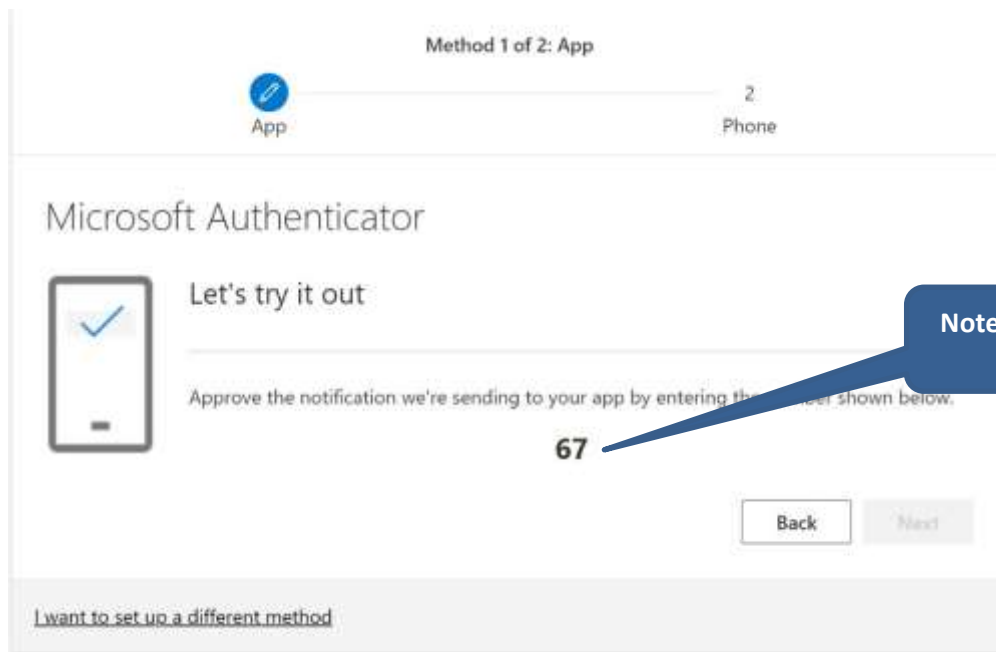 Method 1 of 2: App
2
App
Phone
Microsoft Authenticator
Let's try it out
Note
Approve the notification we're sending to your app by entering the number shown below.
67
Back
Next
I want to set up a different method